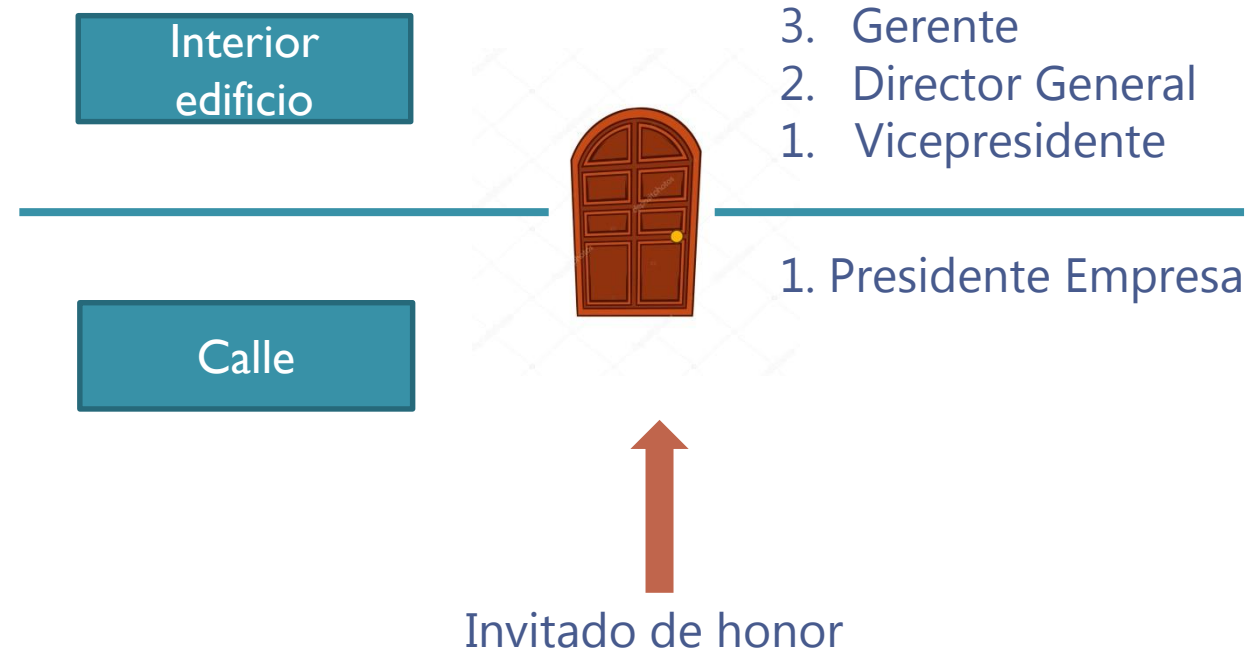 Interior
edificio
3. Gerente
2. Director General
1. Vicepresidente
1. Presidente Empresa
Calle
Invitado de honor